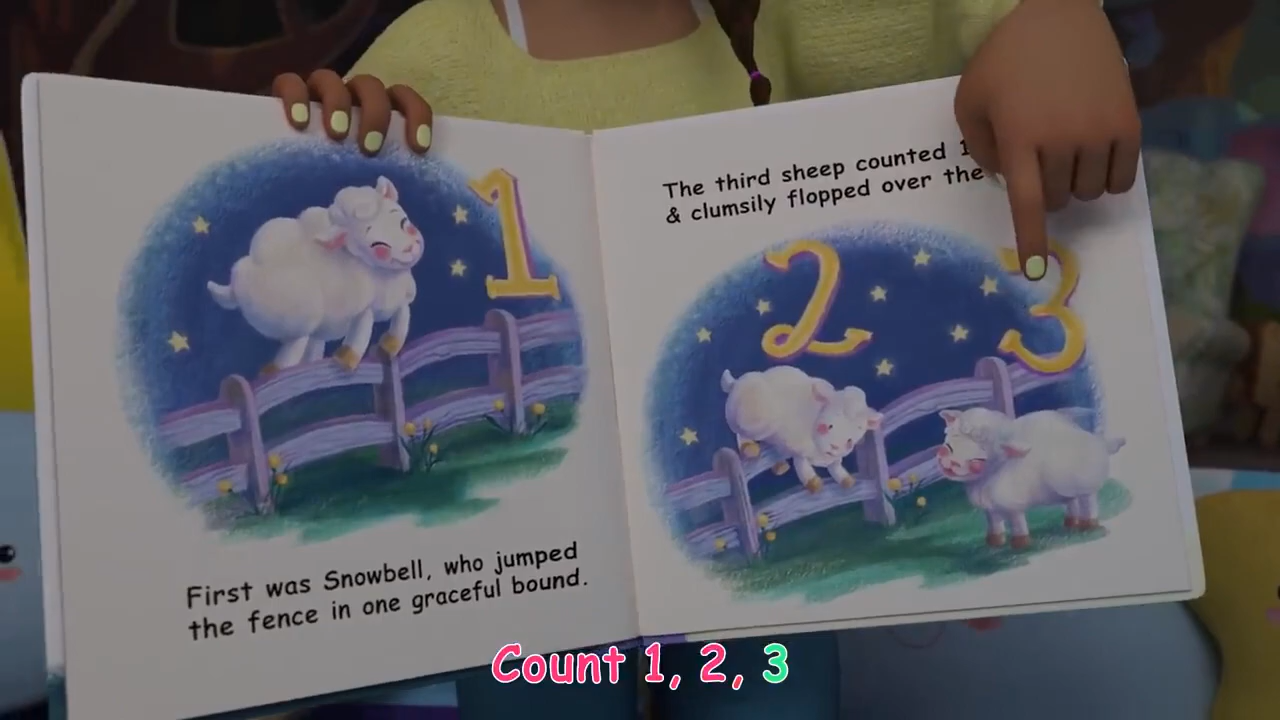 1
First was Snowbell, who jumped
the fence in one graceful bound.
The third sheep counted 1
& clumsily flopped over the
2 3
Count 1, 2, 3